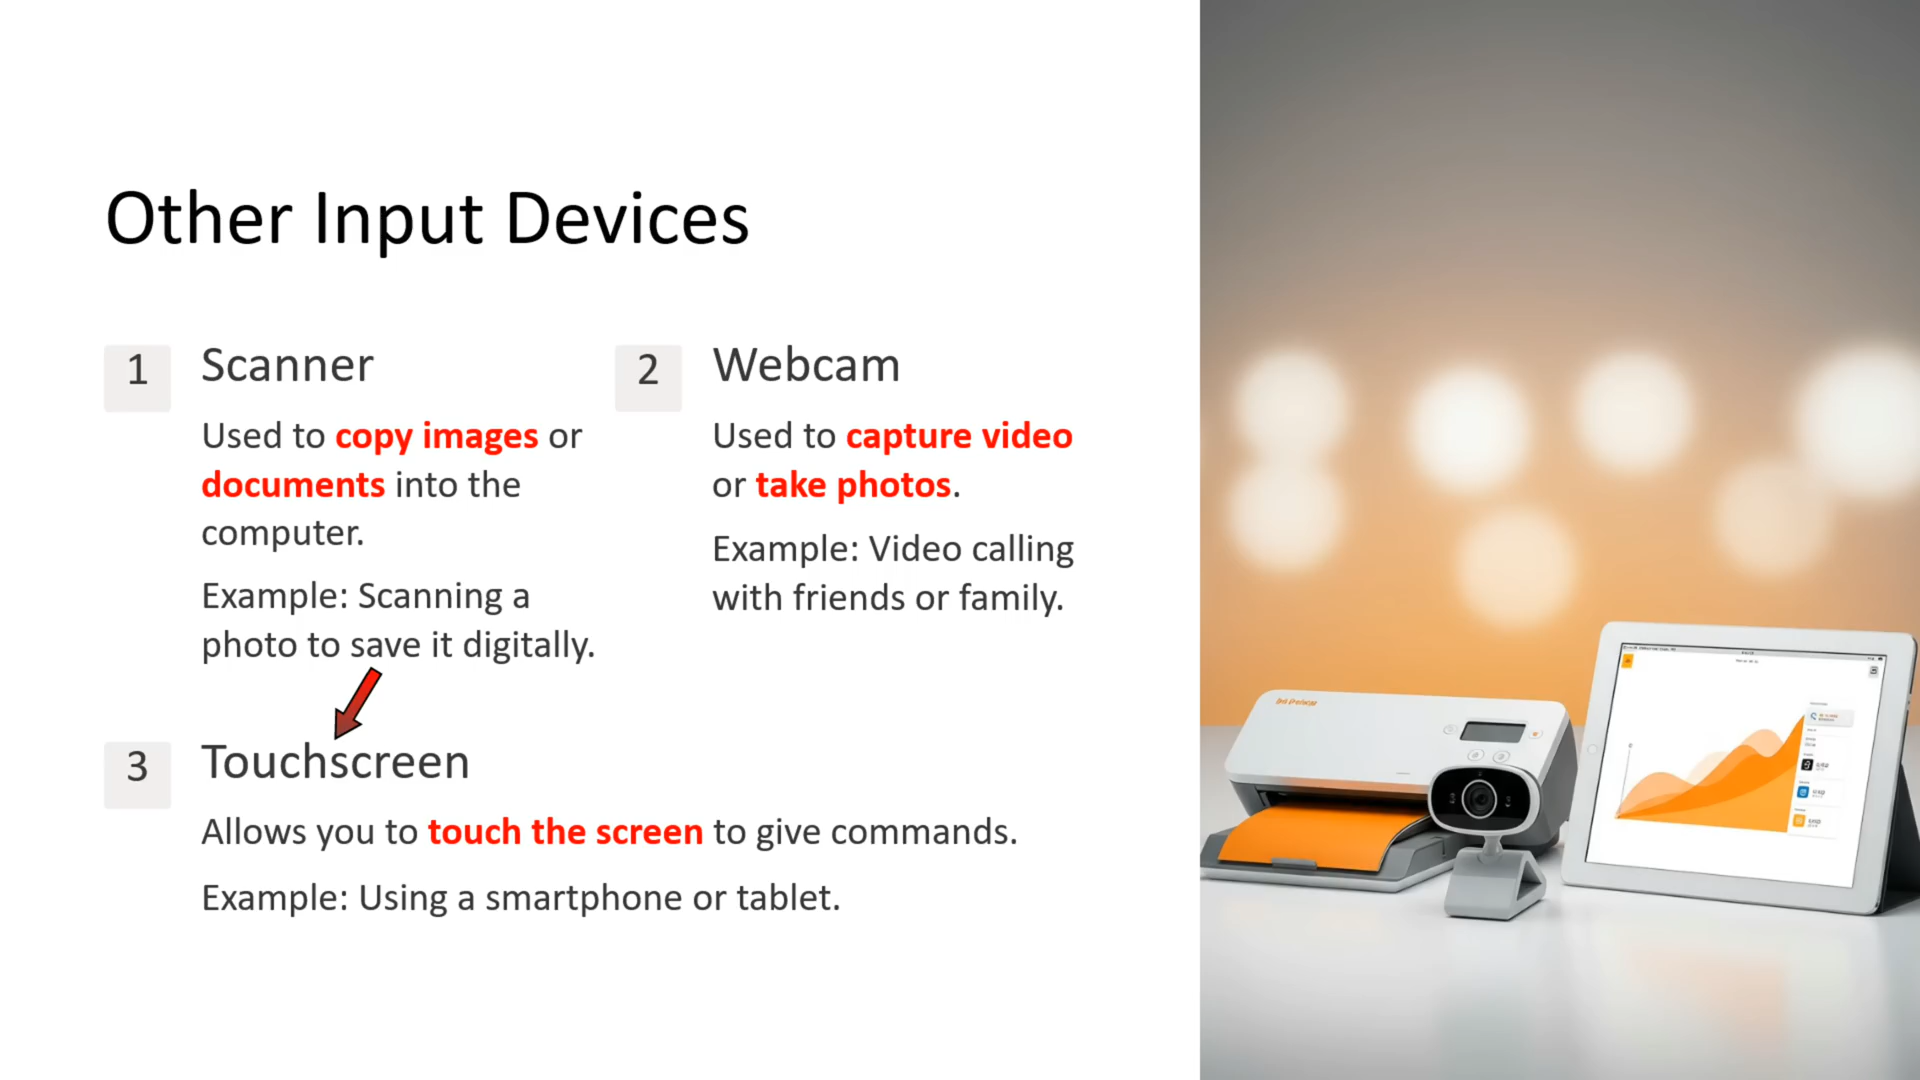 Other Input Devices
1
Scanner
Used to copy images or
documents into the
computer.
Example: Scanning a
photo to save it digitally.
2
Webcam
Used to capture video
or take photos.
Example: Video calling
with friends or family.
3
Touchscreen
Allows you to touch the screen to give commands.
Example: Using a smartphone or tablet.